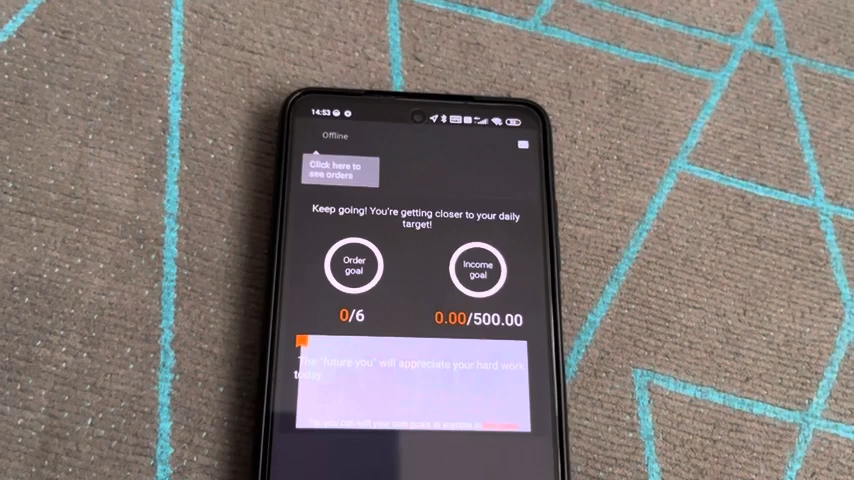 14:53
Offline
Click here to
see orders
Keep going! You're getting closer to your daily
target!
Order
goal
Income
goal
0/6
0.00/500.00
The "future you" will appreciate your hard work
today